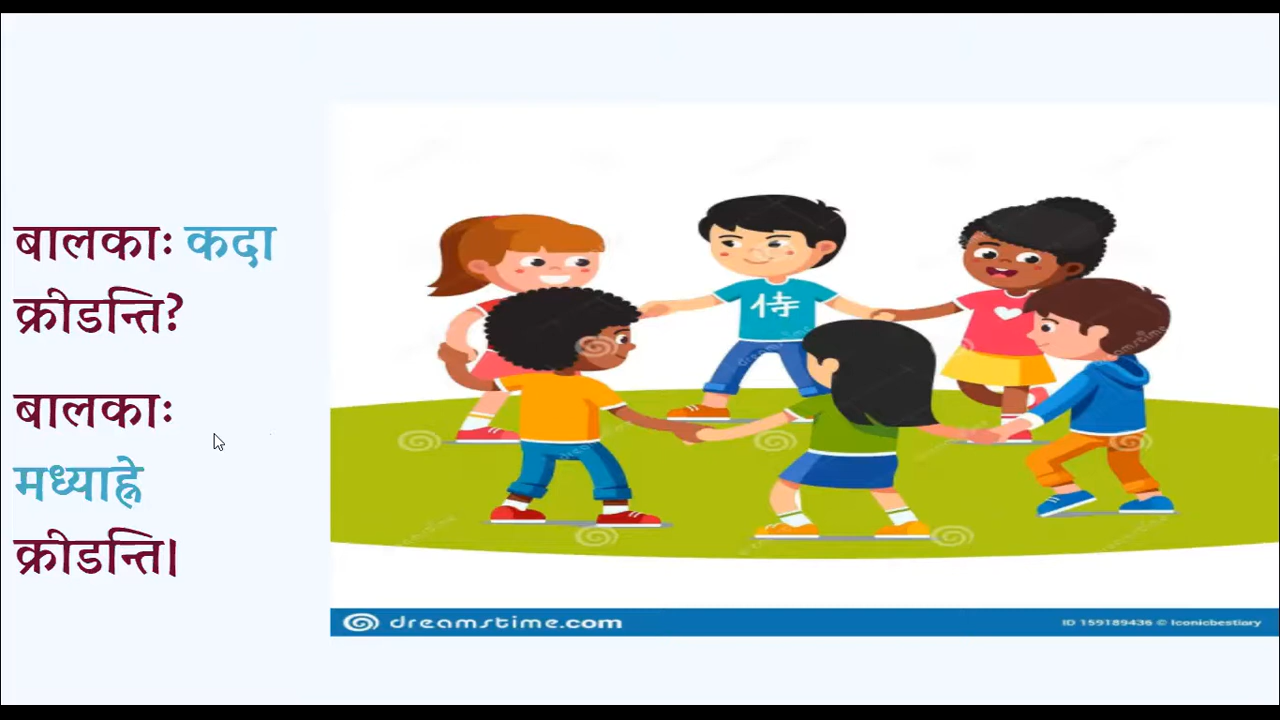 बालकाः कदा
क्रीडन्ति?
बालकाः
मध्याह्ने
क्रीडन्ति।
侍
dreamstime.com
ID 159189436 © Iconicbestiary